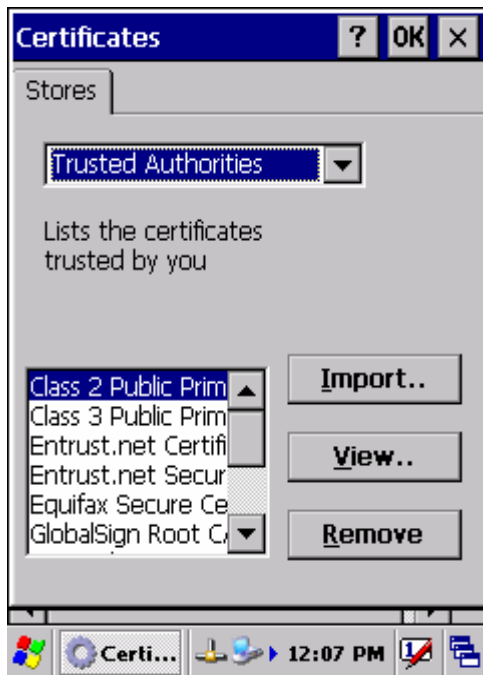 Certificates ? OK ×
Stores
Trusted Authorities
Lists the certificates
trusted by you
Class 2 Public Prim
Class 3 Public Prim
Entrust.net Certifi
Entrust.net Secur
Equifax Secure Ce
GlobalSign Root CA
Import..
View..
Remove
Certi... 12:07 PM